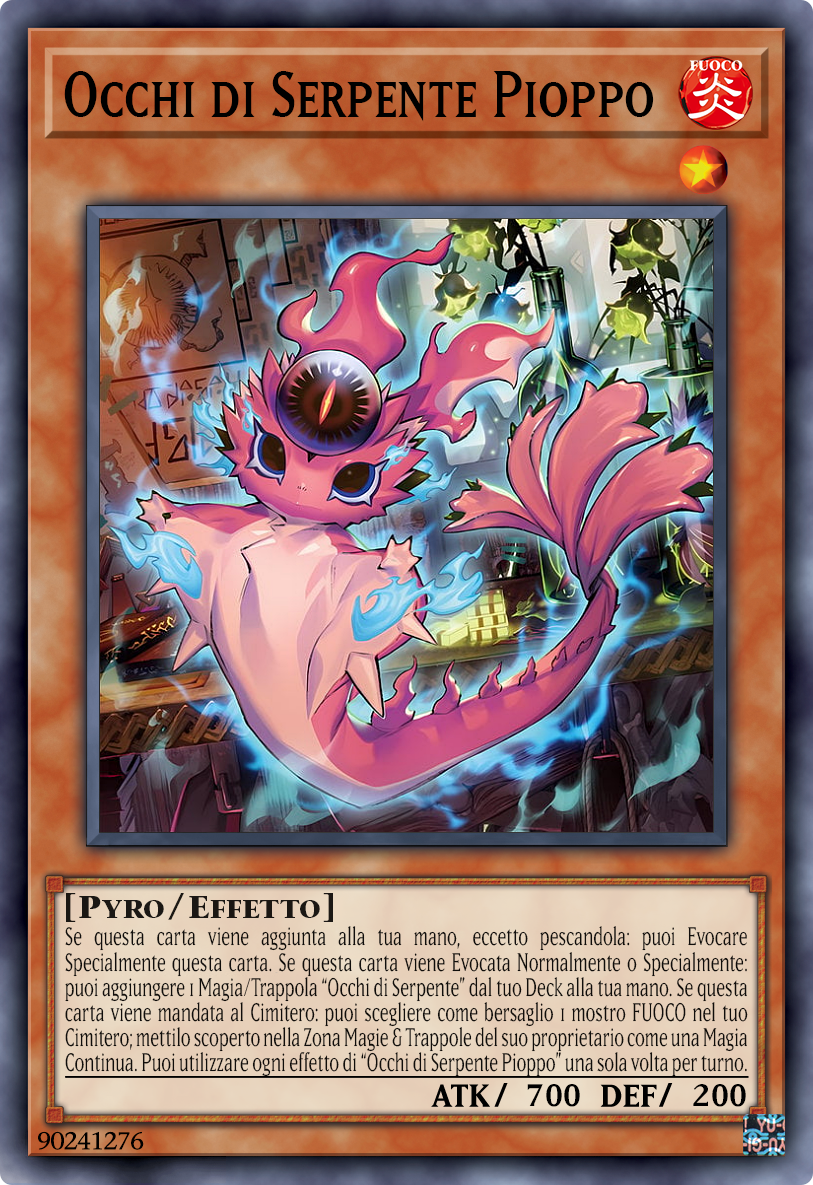 Occhi di Serpente Pioppo
FUOCO
炎
[Pyro/Effetto]
Se questa carta viene aggiunta alla tua mano, eccetto pescandola: puoi Evocare
Specialmente questa carta. Se questa carta viene Evocata Normalmente o Specialmente:
puoi aggiungere 1 Magia/Trappola “Occhi di Serpente” dal tuo Deck alla tua mano. Se questa
carta viene mandata al Cimitero: puoi scegliere come bersaglio 1 mostro FUOCO nel tuo
Cimitero; mettilo scoperto nella Zona Magie & Trappole del suo proprietario come una Magia
Continua. Puoi utilizzare ogni effetto di “Occhi di Serpente Pioppo” una sola volta per turno.
ATK/ 700 DEF/ 200
90241276